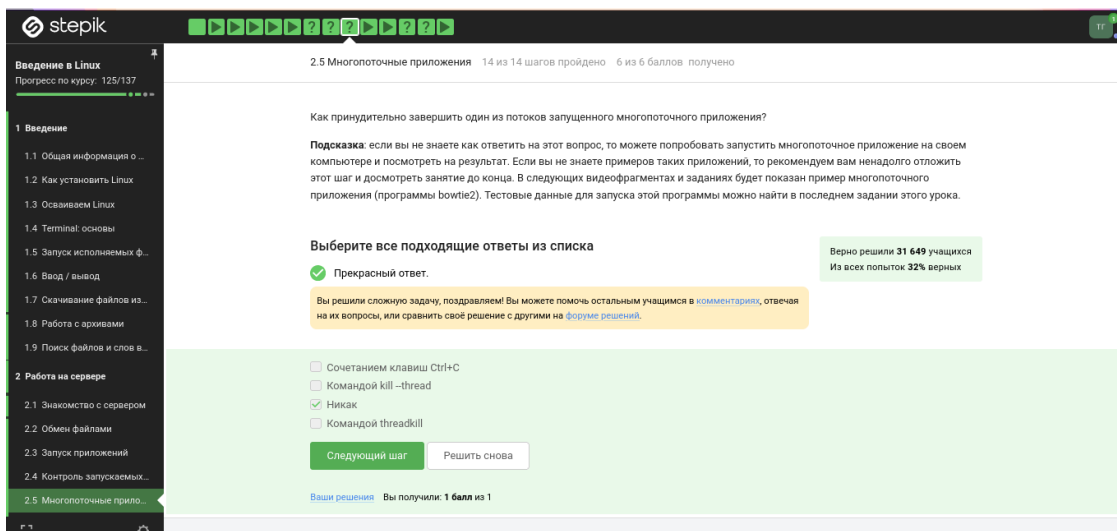 stepik
ТГ
1
Введение в Linux
Прогресс по курсу: 125/137
1 Введение
1.1 Общая информация о ...
1.2 Как установить Linux
1.3 Осваиваем Linux
1.4 Terminal: основы
1.5 Запуск исполняемых ф...
1.6 Ввод / вывод
1.7 Скачивание файлов из...
1.8 Работа с архивами
1.9 Поиск файлов и слов в...
2 Работа на сервере
2.1 Знакомство с сервером
2.2 Обмен файлами
2.3 Запуск приложений
2.4 Контроль запускаемых...
2.5 Многопоточные прило...
2.5 Многопоточные приложения 14 из 14 шагов пройдено 6 из 6 баллов получено
Как принудительно завершить один из потоков запущенного многопоточного приложения?
Подсказка: если вы не знаете как ответить на этот вопрос, то можете попробовать запустить многопоточное приложение на своем
компьютере и посмотреть на результат. Если вы не знаете примеров таких приложений, то рекомендуем вам ненадолго отложить
этот шаг и досмотреть занятие до конца. В следующих видеофрагментах и заданиях будет показан пример многопоточного
приложения (программы bowtie2). Тестовые данные для запуска этой программы можно найти в последнем задании этого урока.
Выберите все подходящие ответы из списка
Верно решили 31 649 учащихся
Из всех попыток 32% верных
Прекрасный ответ.
Вы решили сложную задачу, поздравляем! Вы можете помочь остальным учащимся в комментариях, отвечая
на их вопросы, или сравнить своё решение с другими на форуме решений.
Сочетанием клавиш Ctrl+C
Командой kill –thread
Никак
Командой threadkill
Следующий шаг
Решить снова
Ваши решения Вы получили: 1 балл из 1